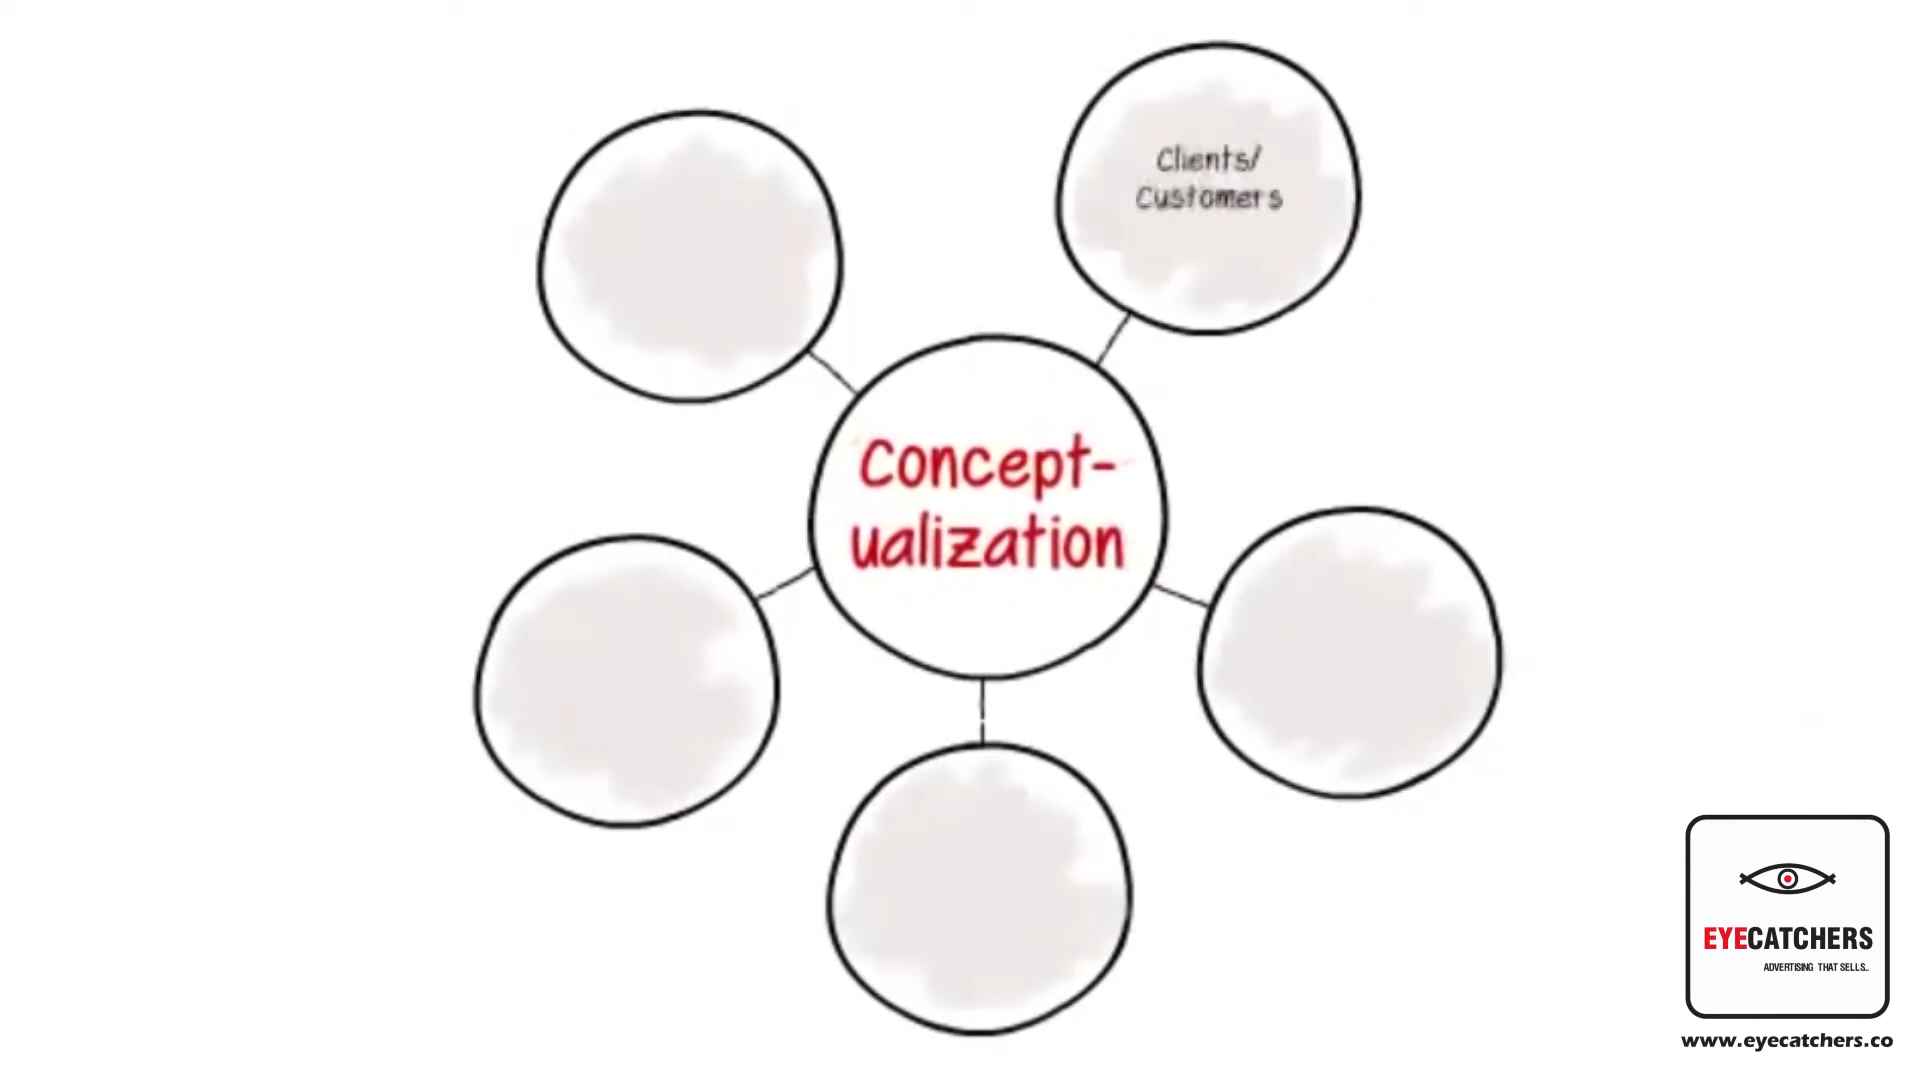 Clients/
Customers
Concept-
ualization
EYECATCHERS
ADVERTISING THAT SELLS..
www.eyecatchers.co